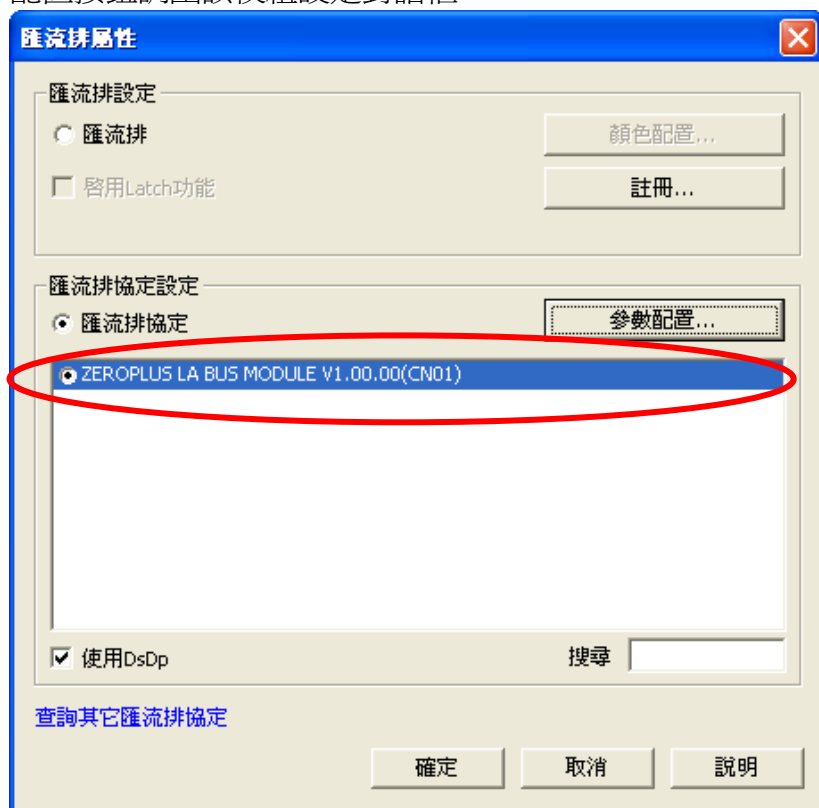 匯流排屬性
匯流排設定
匯流排
顏色配置...
啓用Latch功能
註冊...
匯流排協定設定
匯流排協定
參數配置...
ZEROPLUS LA BUS MODULE V1.00.00(CN01)
使用DsDp
搜尋
查詢其它匯流排協定
確定
取消
說明